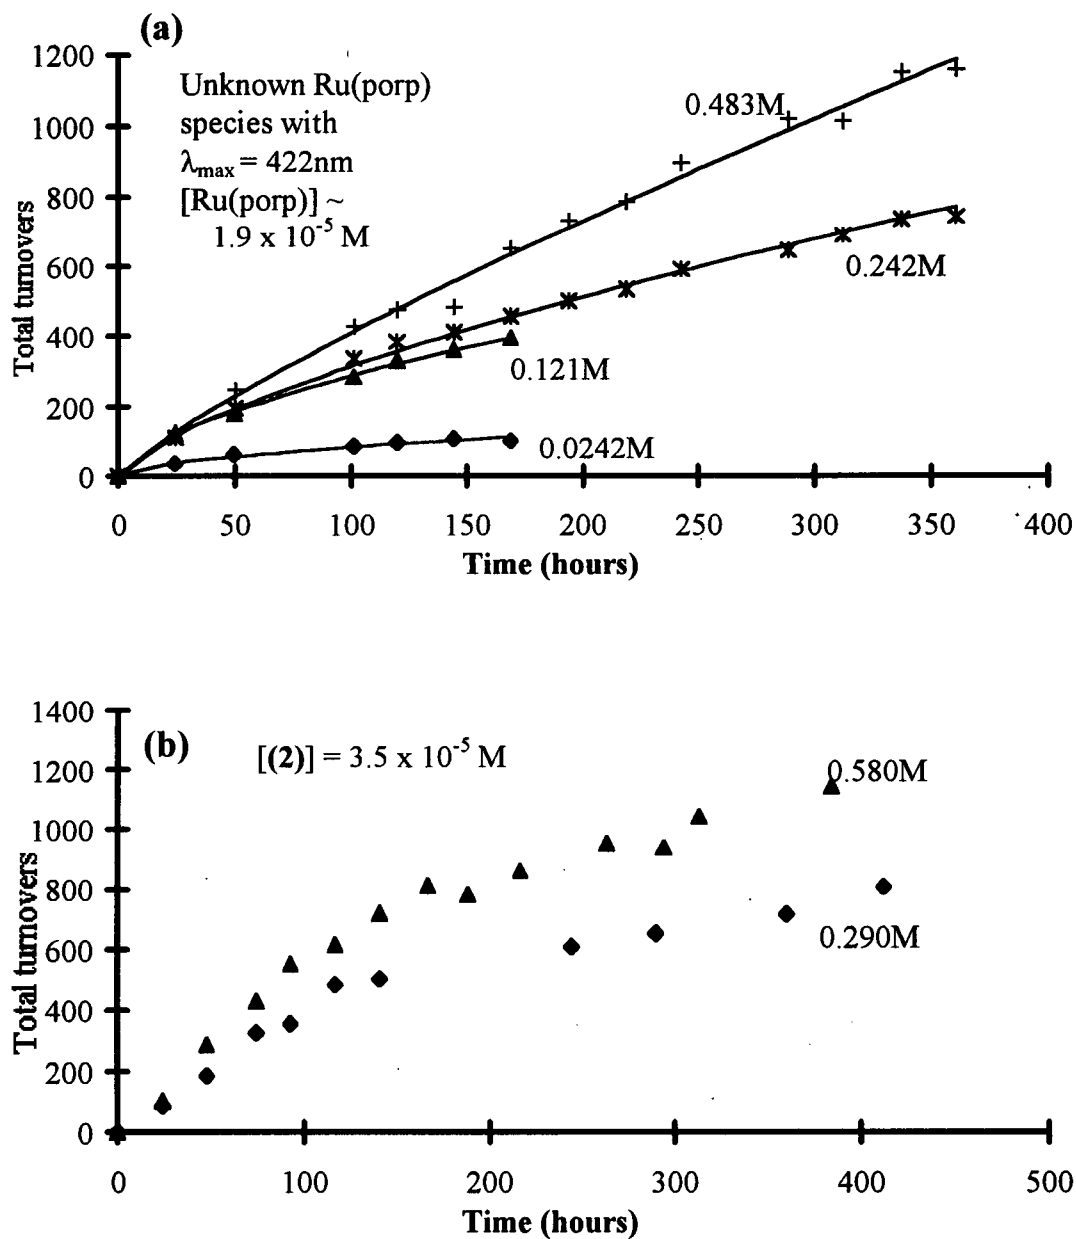 (a)
1200
1000
800
600
400
200
0
Total turnovers
Unknown Ru(porp)
species with
λmax = 422nm
[Ru(porp)] ~
1.9 x 10⁻⁵ M
0.483M
0.242M
0.121M
0.0242M
0 50 100 150 200 250 300 350 400
Time (hours)
(b)
1400
1200
1000
800
600
400
200
0
Total turnovers
[(2)] = 3.5 x 10⁻⁵ M
0.580M
0.290M
0 100 200 300 400 500
Time (hours)